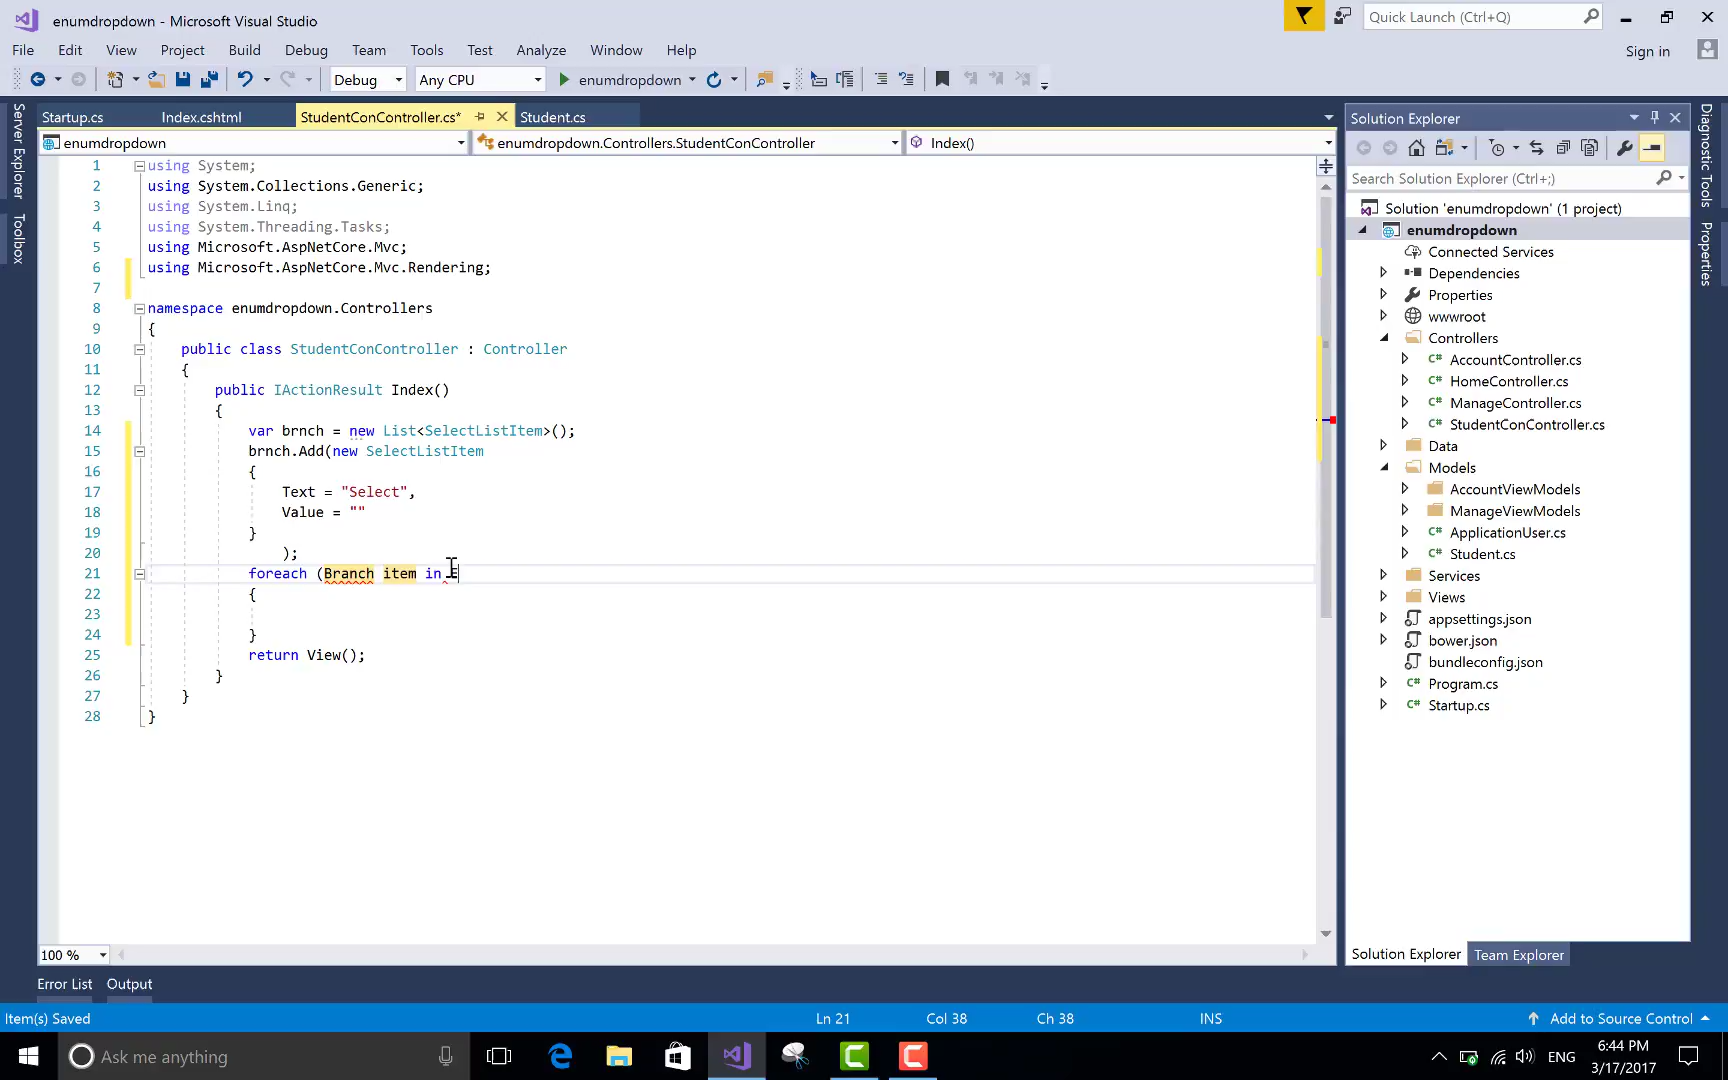 enumdropdown - Microsoft Visual Studio
Quick Launch (Ctrl+Q)
File Edit View Project Build Debug Team Tools Test Analyze Window Help
Sign in
Debug Any CPU enumdropdown
Startup.cs Index.cshtml StudentConController.cs* Student.cs
enumdropdown enumdropdown.Controllers.StudentConController Index()
1 using System;
2 using System.Collections.Generic;
3 using System.Linq;
4 using System.Threading.Tasks;
5 using Microsoft.AspNetCore.Mvc;
6 using Microsoft.AspNetCore.Mvc.Rendering;
7
8 namespace enumdropdown.Controllers
9 {
10 public class StudentConController : Controller
11 {
12 public IActionResult Index()
13 {
14 var brnch = new List<SelectListItem>();
15 brnch.Add(new SelectListItem
16 {
17 Text = "Select",
18 Value = ""
19 }
20 );
21 foreach (Branch item in E
22 {
23
24 }
25 return View();
26 }
27 }
28 }
100 %
Server Explorer
Toolbox
Solution Explorer
Search Solution Explorer (Ctrl+;)
Solution 'enumdropdown' (1 project)
enumdropdown
Connected Services
Dependencies
Properties
wwwroot
Controllers
C# AccountController.cs
C# HomeController.cs
C# ManageController.cs
C# StudentConController.cs
Data
Models
AccountViewModels
ManageViewModels
C# ApplicationUser.cs
C# Student.cs
Services
Views
appsettings.json
bower.json
bundleconfig.json
C# Program.cs
C# Startup.cs
Solution Explorer Team Explorer
Diagnostic Tools
Properties
Error List Output
Item(s) Saved Ln 21 Col 38 Ch 38 INS Add to Source Control
Ask me anything
ENG
6:44 PM
3/17/2017